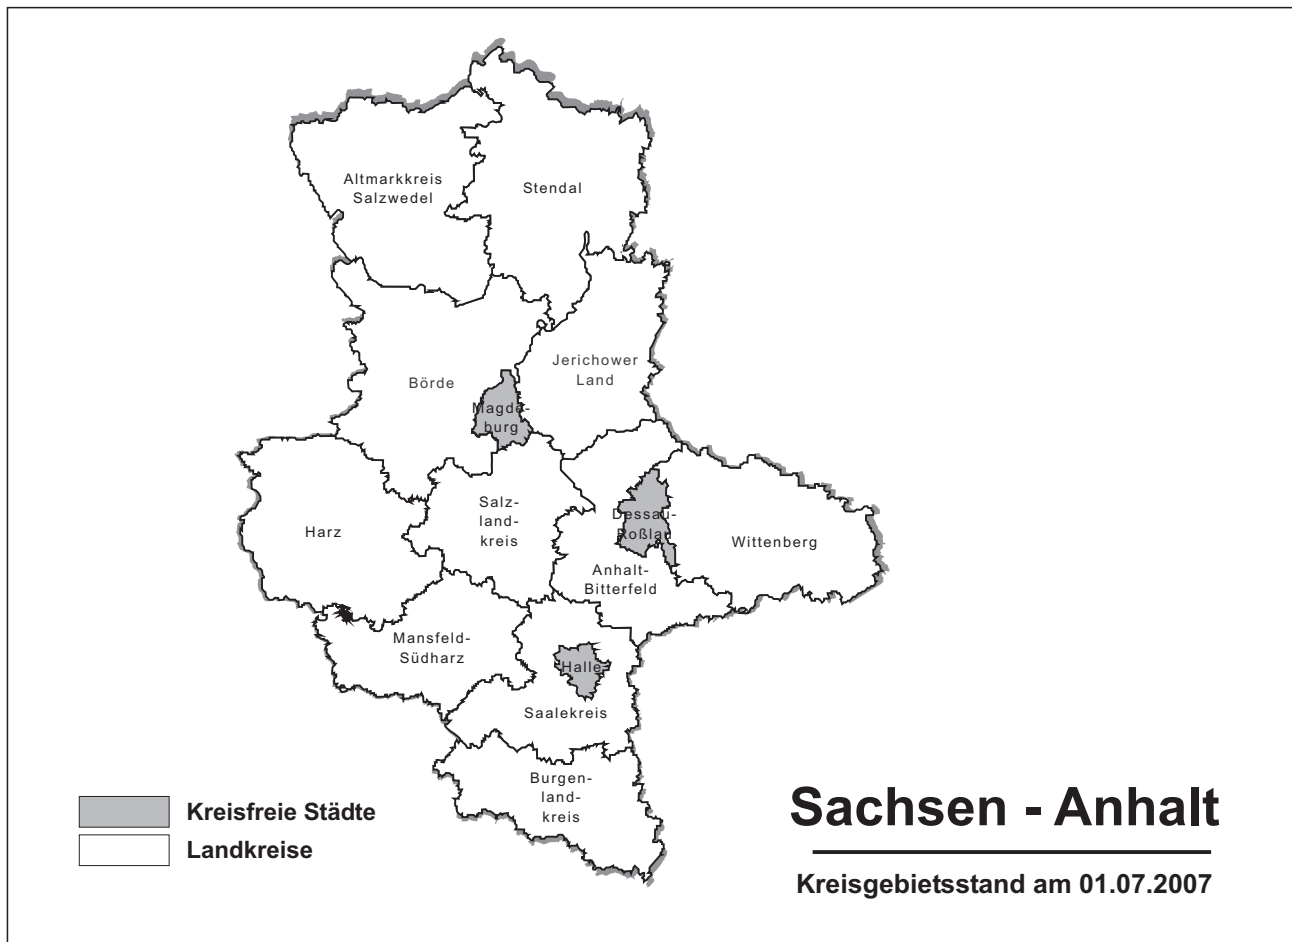 Altmarkkreis
Salzwedel
Stendal
Jerichower
Land
Börde
Magde-
burg
Salz-
land-
kreis
Dessau-
Roßlau
Harz
Wittenberg
Anhalt-
Bitterfeld
Mansfeld-
Südharz
Halle
Saalekreis
Burgen-
land-
kreis
Kreisfreie Städte
Landkreise
Sachsen - Anhalt
Kreisgebietsstand am 01.07.2007